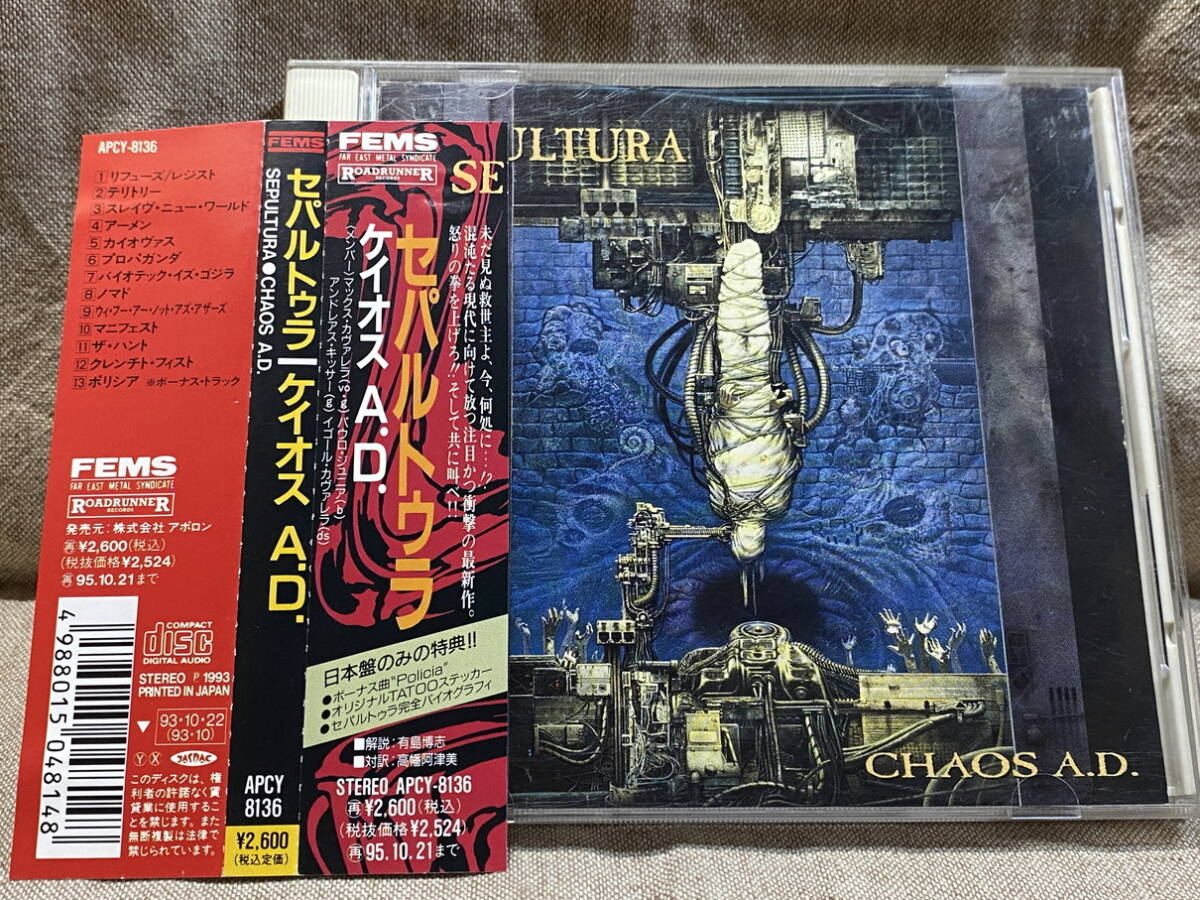 APCY-8136
1 リフューズ/レジスト
2 テリトリー
3 スレイヴ・ニュー・ワールド
4 アーメン
5 カイオヴァス
6 プロパガンダ
7 バイオテック・イズ・ゴジラ
8 ノマド
9 ウィ・フー・アー・ノット・アズ・アザーズ
10 マニフェスト
11 ザ・ハント
12 クレンチト・フィスト
13 ポリシア ※ボーナス・トラック
FEMS
FAR EAST METAL SYNDICATE
ROADRUNNER
RECORDS
発売元:株式会社 アポロン
再¥2,600(税込)
(税抜価格¥2,524)
再95.10.21まで
4988015048148
COMPACT
disc
DIGITAL AUDIO
STEREO P 1993
PRINTED IN JAPAN
93・10・22
(93・10)
Y X JASRAC
このディスクは、権
利者の許諾なく賃
貸業に使用するこ
とを禁じます。また
無断複製は法律で
禁じられています。
FEMS
セパルトゥラ/ケイオス A.D.
SEPULTURA●CHAOS A.D.
APCY
8136
¥2,600
(税込定価)
FEMS
FAR EAST METAL SYNDICATE
ROADRUNNER
RECORDS
未だ見ぬ救世主よ、今、何処に…!?
混沌たる現代に向けて放つ注目かつ衝撃の最新作。
怒りの拳を上げろ!!そして共に叫べ!!
セパルトゥラ
ケイオス A.D.
〈メンバー〉マックス・カヴァレラ(vo・g) パウロ・ジュニア(b)
アンドレアス・キッサー(g) イゴール・カヴァレラ(ds)
日本盤のみの特典!!
●ボーナス曲"Policia"
●オリジナルTATOOステッカー
●セパルトゥラ完全バイオグラフィ
■解説:有島博志
■対訳:高橋阿津美
STEREO APCY-8136
再¥2,600(税込)
(税抜価格¥2,524)
再95.10.21まで
SEPULTURA
CHAOS A.D.